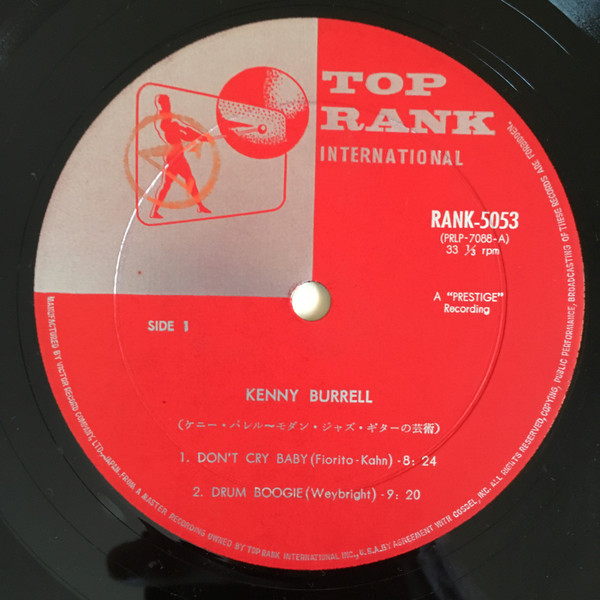 TOP
RANK
INTERNATIONAL
RANK-5053
(PRLP-7088-A)
33 ⅓ rpm
A "PRESTIGE"
Recording
SIDE 1
KENNY BURRELL
(ケニー・バレル〜モダン・ジャズ・ギターの芸術)
1. DON'T CRY BABY (Fiorito-Kahn) -8: 24
2. DRUM BOOGIE (Weybright) -9: 20
MANUFACTURED BY VICTOR RECORD COMPANY, LTD., JAPAN, FROM A MASTER RECORDING OWNED BY TOP RANK INTERNATIONAL INC., U.S.A. BY AGREEMENT WITH COSDEL, INC. ALL RIGHTS RESERVED, COPYING, PUBLIC PERFORMANCE, BROADCASTING OF THESE RECORDS ARE FORBIDDEN.